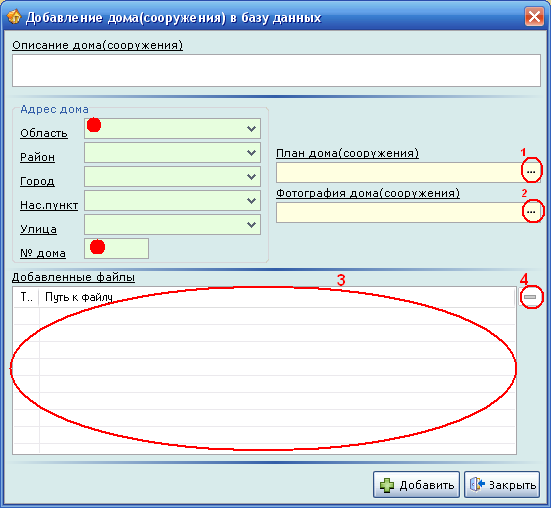 Добавление дома(сооружения) в базу данных
Описание дома(сооружения)
Адрес дома
Область
Район
Город
Нас.пункт
Улица
№ дома
План дома(сооружения)
1
...
Фотография дома(сооружения)
2
...
Добавленные файлы
3
4
Т.. Путь к файлу
Добавить
Закрыть